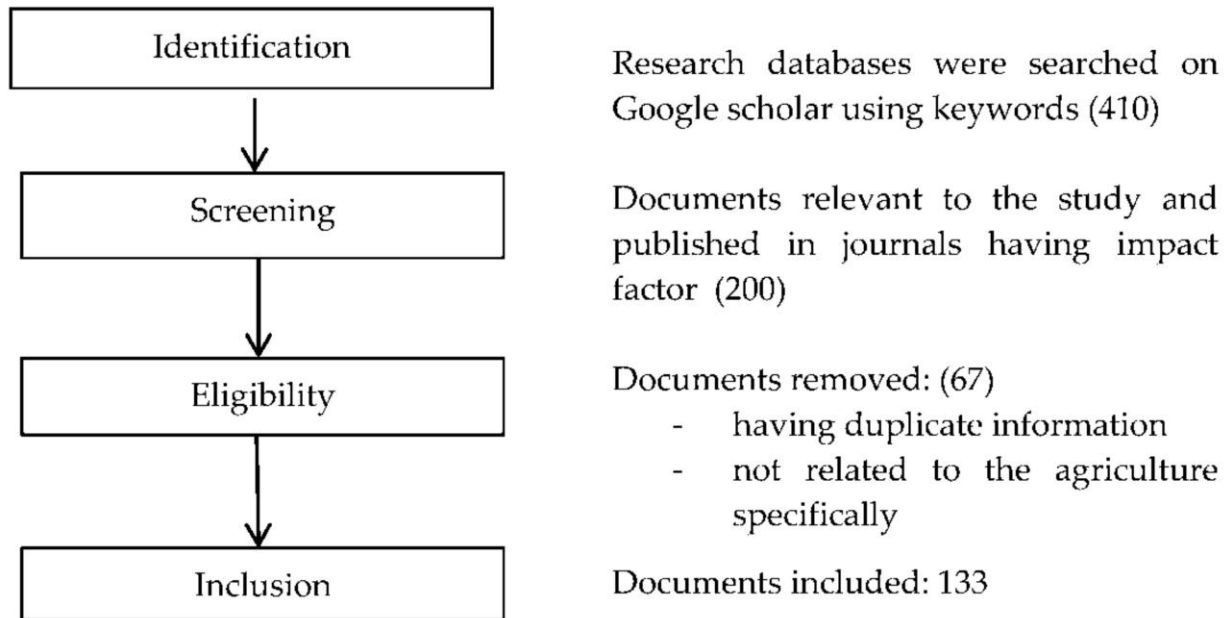 Identification
Research databases were searched on
Google scholar using keywords (410)
Screening
Documents relevant to the study and
published in journals having impact
factor (200)
Eligibility
Documents removed: (67)
- having duplicate information
- not related to the agriculture
specifically
Inclusion
Documents included: 133